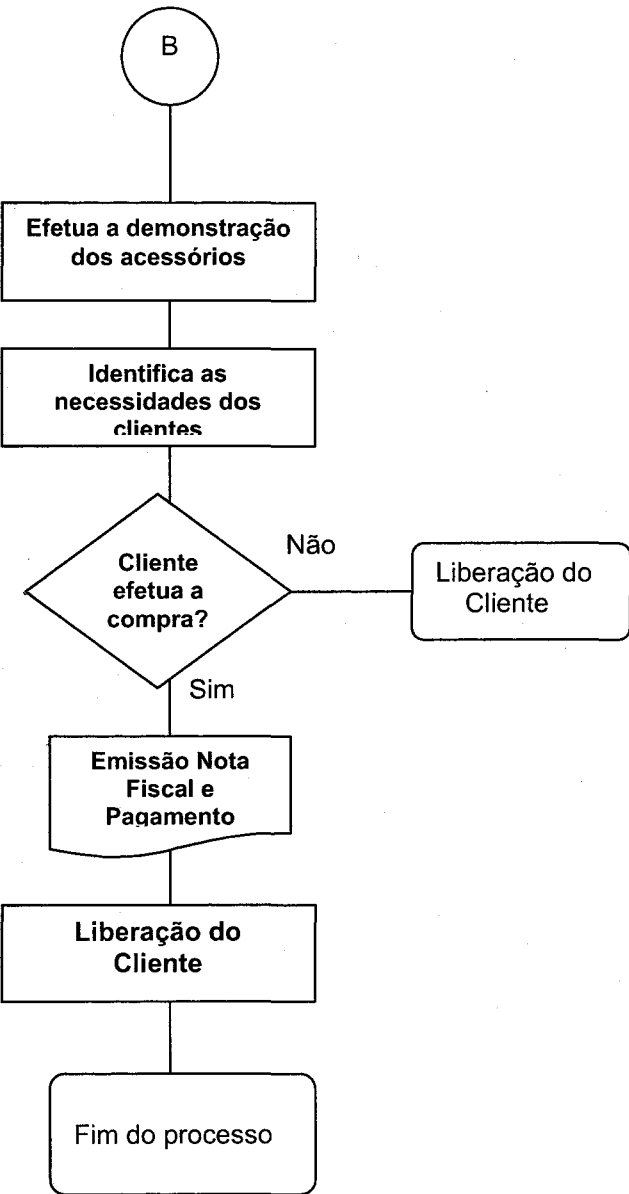 B
Efetua a demonstração
dos acessórios
Identifica as
necessidades dos
clientes
Cliente
efetua a
compra?
Não
Liberação do
Cliente
Sim
Emissão Nota
Fiscal e
Pagamento
Liberação do
Cliente
Fim do processo